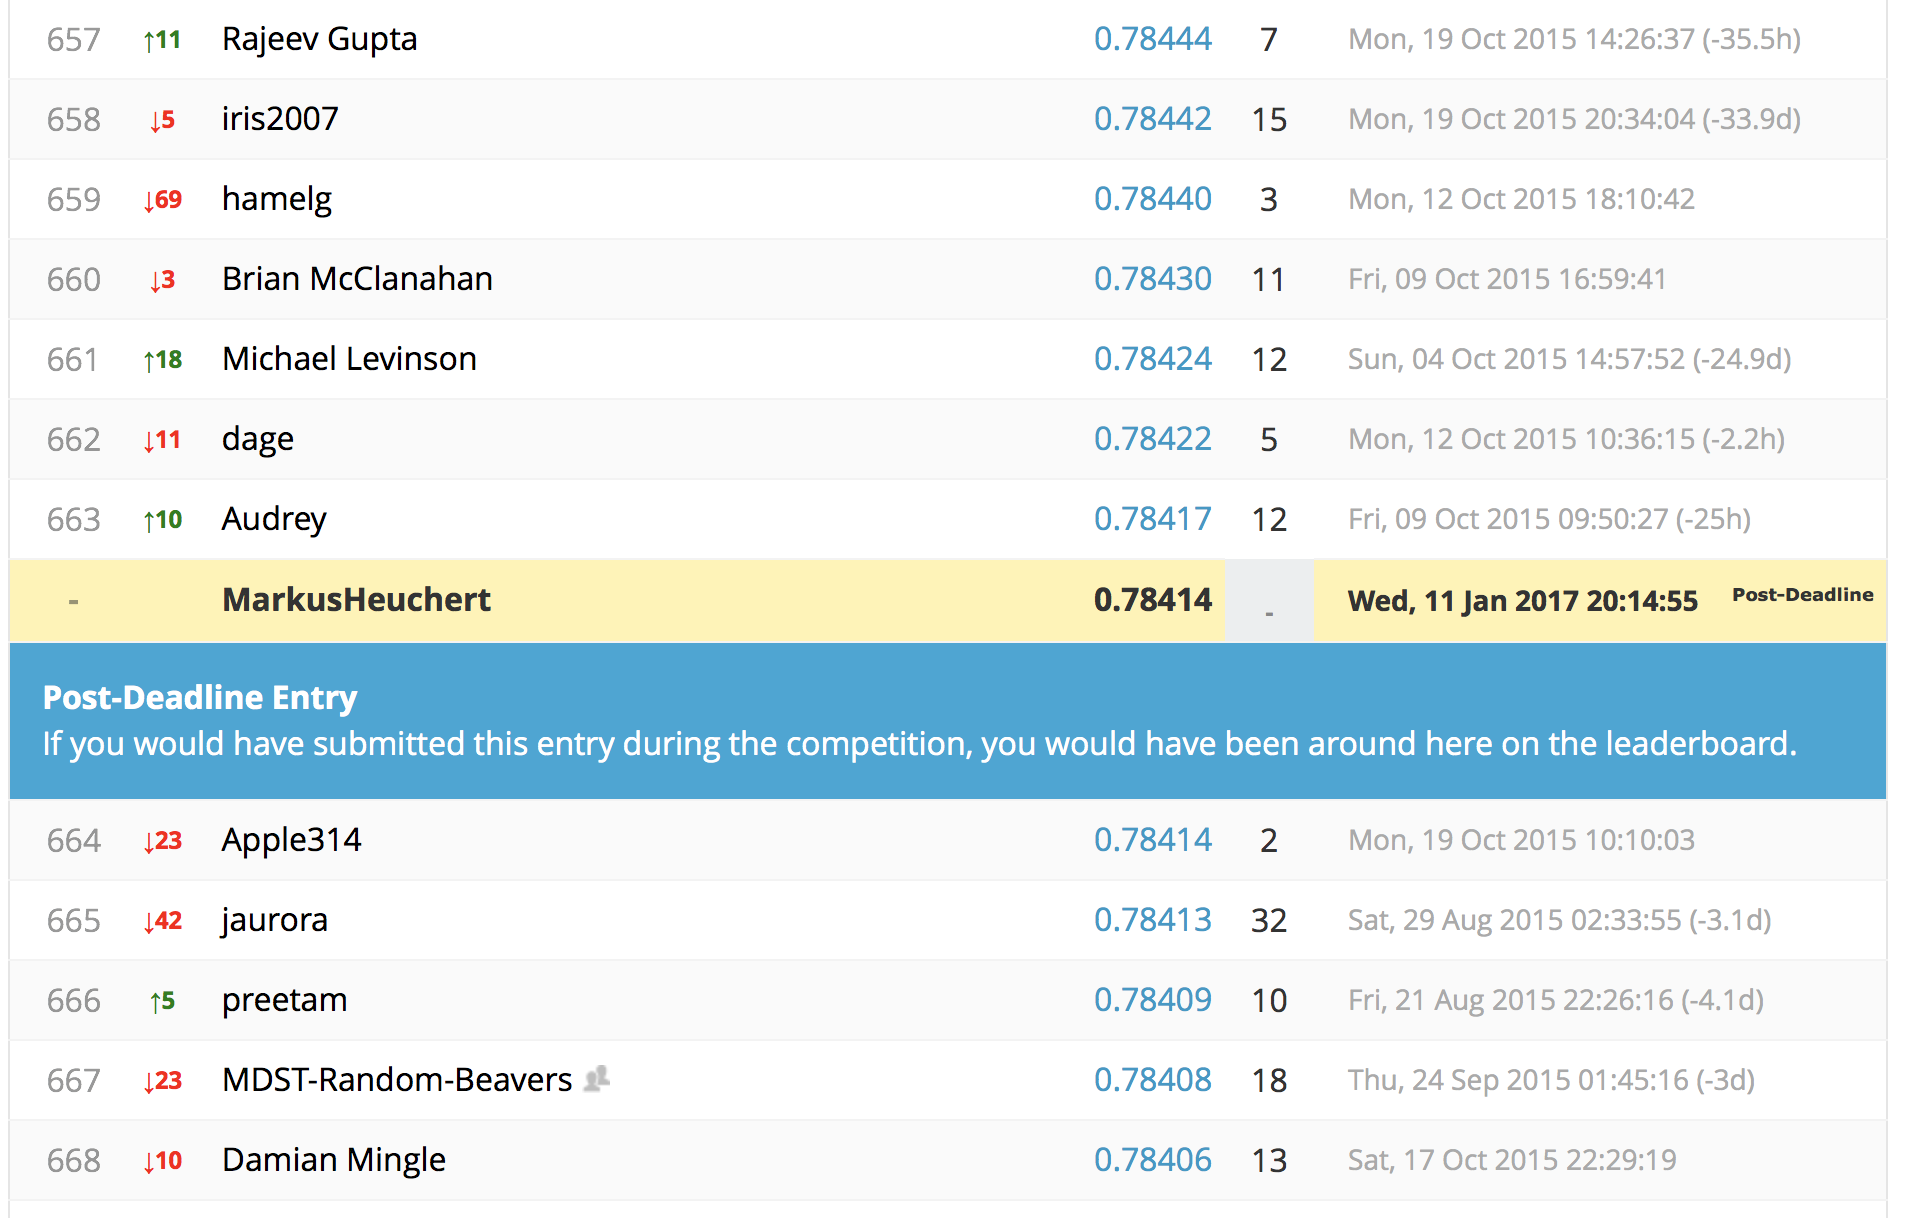 657 ↑11 Rajeev Gupta 0.78444 7 Mon, 19 Oct 2015 14:26:37 (-35.5h)
658 ↓5 iris2007 0.78442 15 Mon, 19 Oct 2015 20:34:04 (-33.9d)
659 ↓69 hamelg 0.78440 3 Mon, 12 Oct 2015 18:10:42
660 ↓3 Brian McClanahan 0.78430 11 Fri, 09 Oct 2015 16:59:41
661 ↑18 Michael Levinson 0.78424 12 Sun, 04 Oct 2015 14:57:52 (-24.9d)
662 ↓11 dage 0.78422 5 Mon, 12 Oct 2015 10:36:15 (-2.2h)
663 ↑10 Audrey 0.78417 12 Fri, 09 Oct 2015 09:50:27 (-25h)
- MarkusHeuchert 0.78414 - Wed, 11 Jan 2017 20:14:55 Post-Deadline
Post-Deadline Entry
If you would have submitted this entry during the competition, you would have been around here on the leaderboard.
664 ↓23 Apple314 0.78414 2 Mon, 19 Oct 2015 10:10:03
665 ↓42 jaurora 0.78413 32 Sat, 29 Aug 2015 02:33:55 (-3.1d)
666 ↑5 preetam 0.78409 10 Fri, 21 Aug 2015 22:26:16 (-4.1d)
667 ↓23 MDST-Random-Beavers 0.78408 18 Thu, 24 Sep 2015 01:45:16 (-3d)
668 ↓10 Damian Mingle 0.78406 13 Sat, 17 Oct 2015 22:29:19